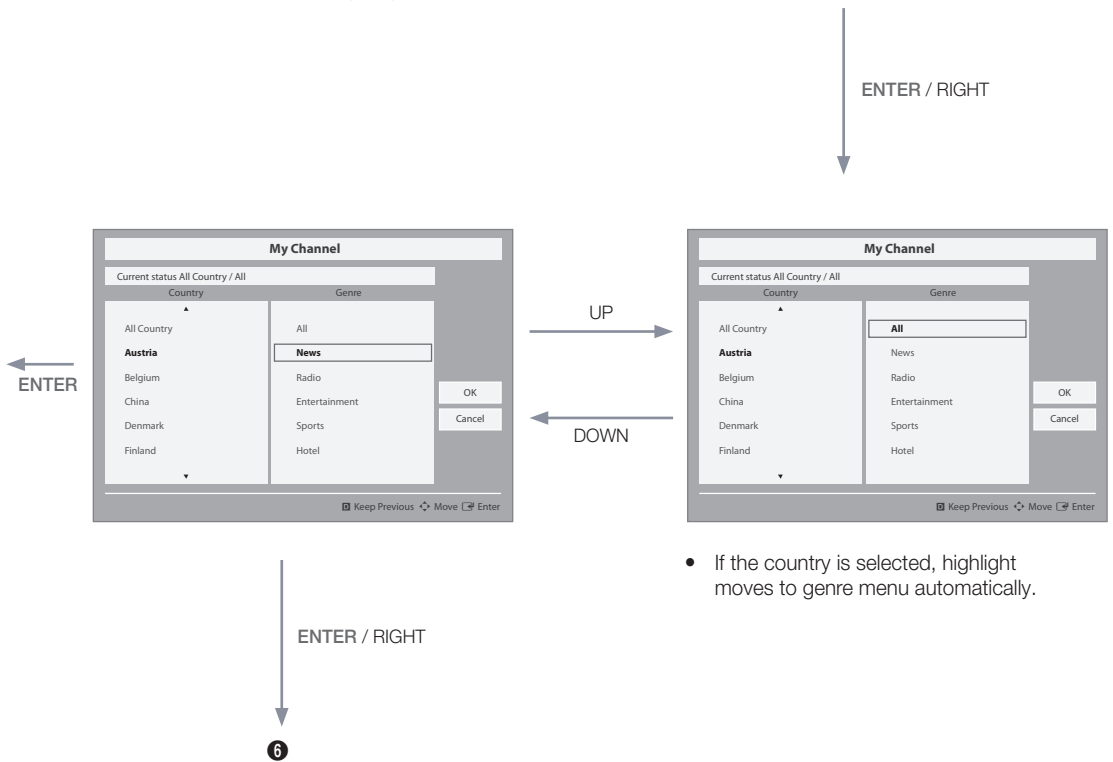 ENTER / RIGHT
My Channel
Current status All Country / All
Country Genre
All Country All
Austria News
Belgium Radio
China Entertainment
Denmark Sports
Finland Hotel
OK
Cancel
D Keep Previous Move Enter
ENTER
UP
DOWN
My Channel
Current status All Country / All
Country Genre
All Country All
Austria News
Belgium Radio
China Entertainment
Denmark Sports
Finland Hotel
OK
Cancel
D Keep Previous Move Enter
• If the country is selected, highlight
moves to genre menu automatically.
ENTER / RIGHT
❻